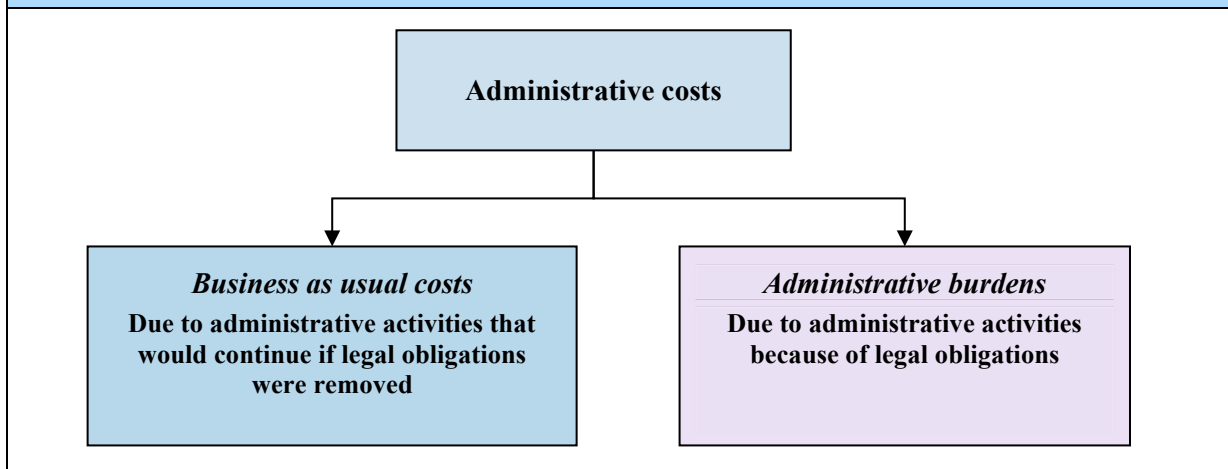 Administrative costs
Business as usual costs
Due to administrative activities that
would continue if legal obligations
were removed
Administrative burdens
Due to administrative activities
because of legal obligations